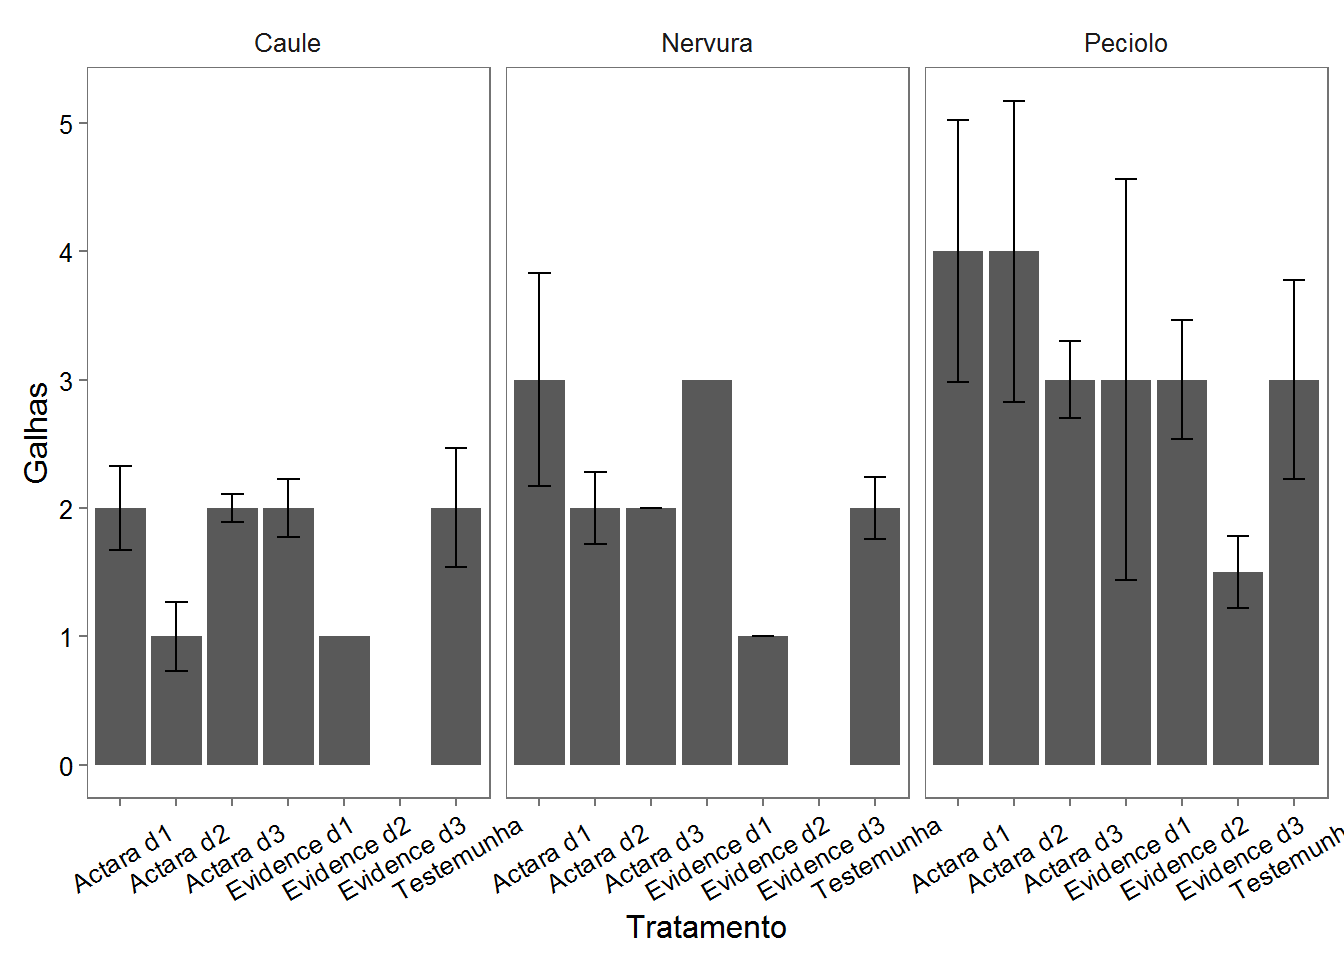 Caule
Nervura
Peciolo
Galhas
5
4
3
2
1
0
Actara d1
Actara d2
Actara d3
Evidence d1
Evidence d2
Evidence d3
Testemunha
Actara d1
Actara d2
Actara d3
Evidence d1
Evidence d2
Evidence d3
Testemunha
Actara d1
Actara d2
Actara d3
Evidence d1
Evidence d2
Evidence d3
Testemunh
Tratamento